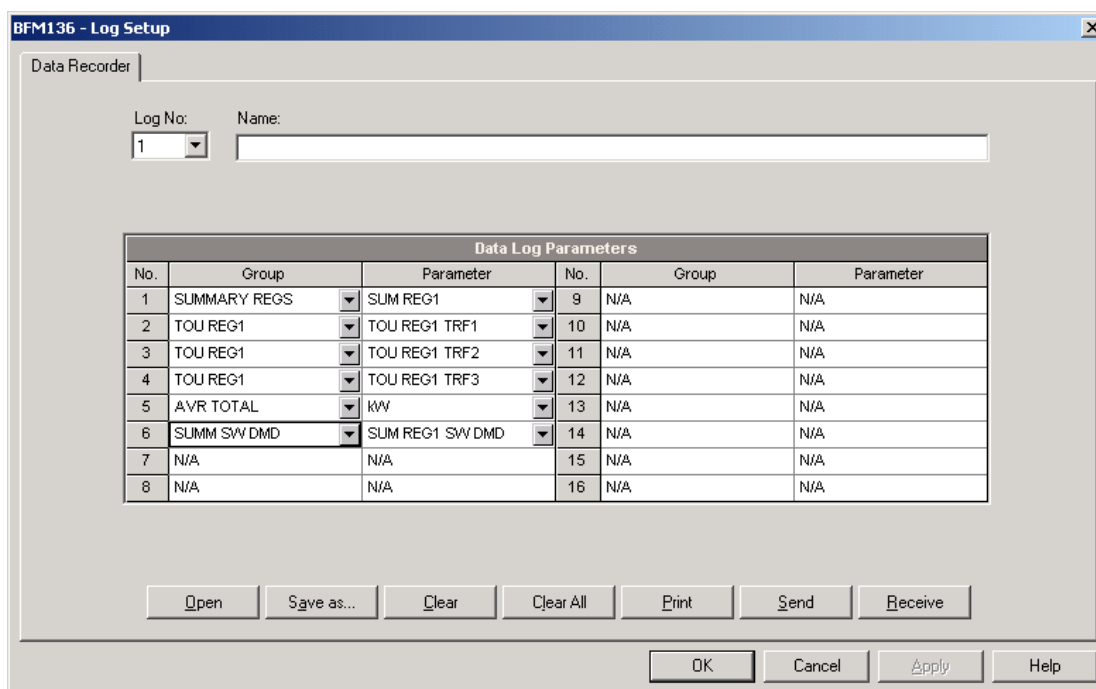 BFM136 - Log Setup
Data Recorder
Log No: Name:
1
Data Log Parameters
No. Group Parameter No. Group Parameter
1 SUMMARY REGS SUM REG1 9 N/A N/A
2 TOU REG1 TOU REG1 TRF1 10 N/A N/A
3 TOU REG1 TOU REG1 TRF2 11 N/A N/A
4 TOU REG1 TOU REG1 TRF3 12 N/A N/A
5 AVR TOTAL kW 13 N/A N/A
6 SUMM SW DMD SUM REG1 SW DMD 14 N/A N/A
7 N/A N/A 15 N/A N/A
8 N/A N/A 16 N/A N/A
Open Save as... Clear Clear All Print Send Receive
OK Cancel Apply Help